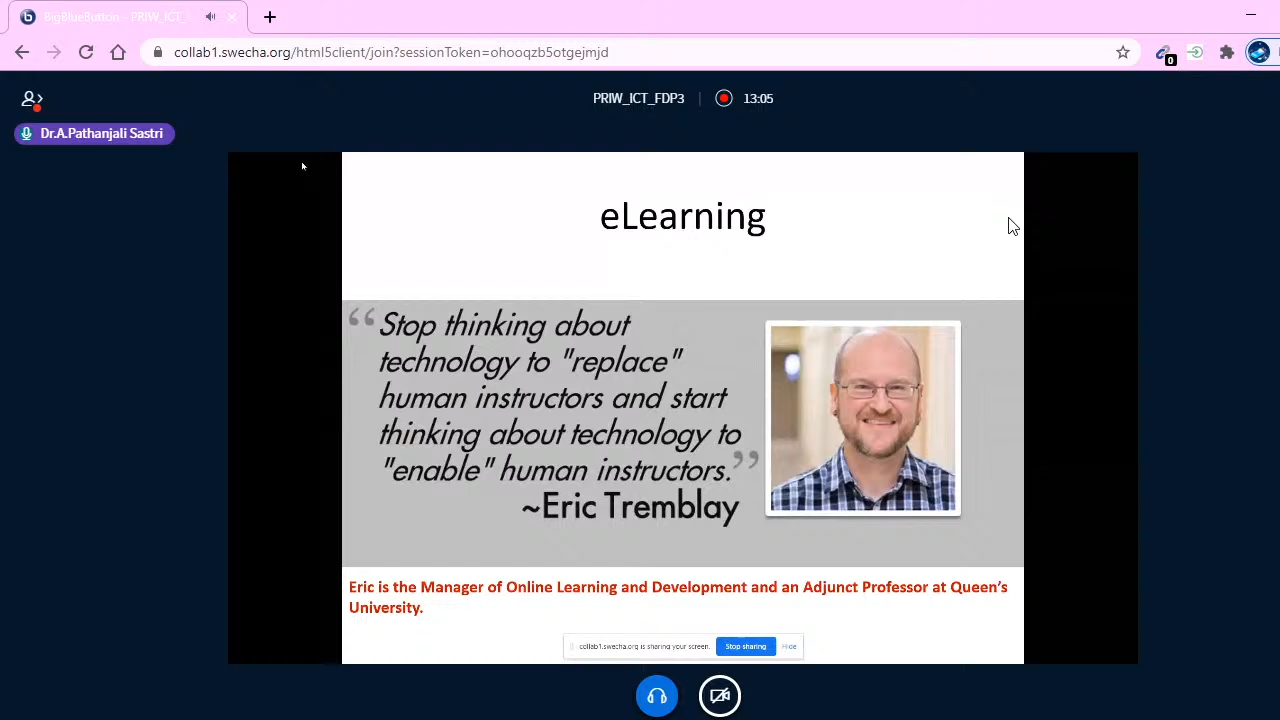 BigBlueButton - PRIW_ICT_
collab1.swecha.org/html5client/join?sessionToken=ohooqzb5otgejmjd
0
PRIW_ICT_FDP3
13:05
Dr.A.Pathanjali Sastri
eLearning
“Stop thinking about
technology to "replace"
human instructors and start
thinking about technology to
"enable" human instructors.”
~Eric Tremblay
Eric is the Manager of Online Learning and Development and an Adjunct Professor at Queen’s
University.
collab1.swecha.org is sharing your screen. Stop sharing Hide